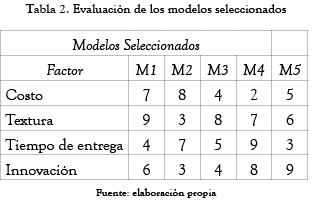 Tabla 2. Evaluación de los modelos seleccionados
Modelos Seleccionados
Factor M1 M2 M3 M4 M5
Costo 7 8 4 2 5
Textura 9 3 8 7 6
Tiempo de entrega 4 7 5 9 3
Innovación 6 3 4 8 9
Fuente: elaboración propia